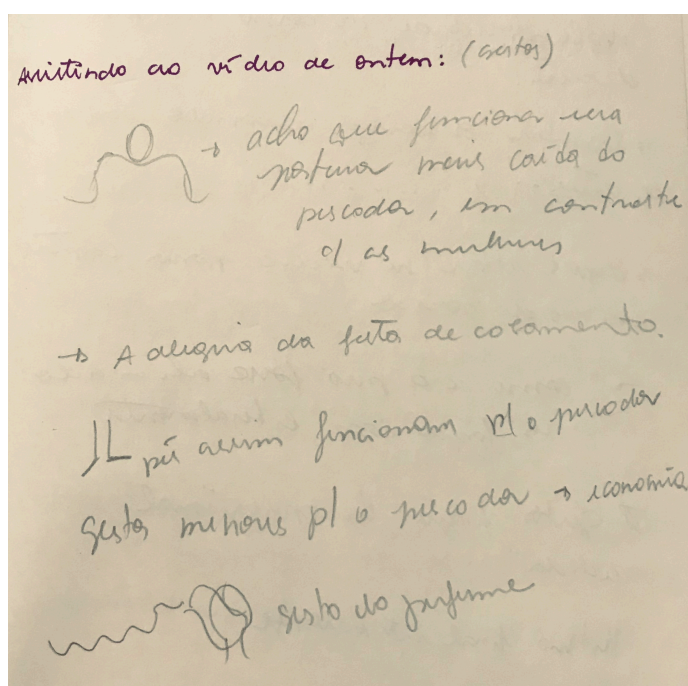 Assistindo ao vídeo de ontem: (gestos)
→ acho que funciona uma
postura mais caída do
pescador, em contraste
c/ as mulheres
→ A alegria da festa de casamento.
pé assim funcionam p/ o pescador
gestos menores p/ o pescador → economia
gesto do perfume